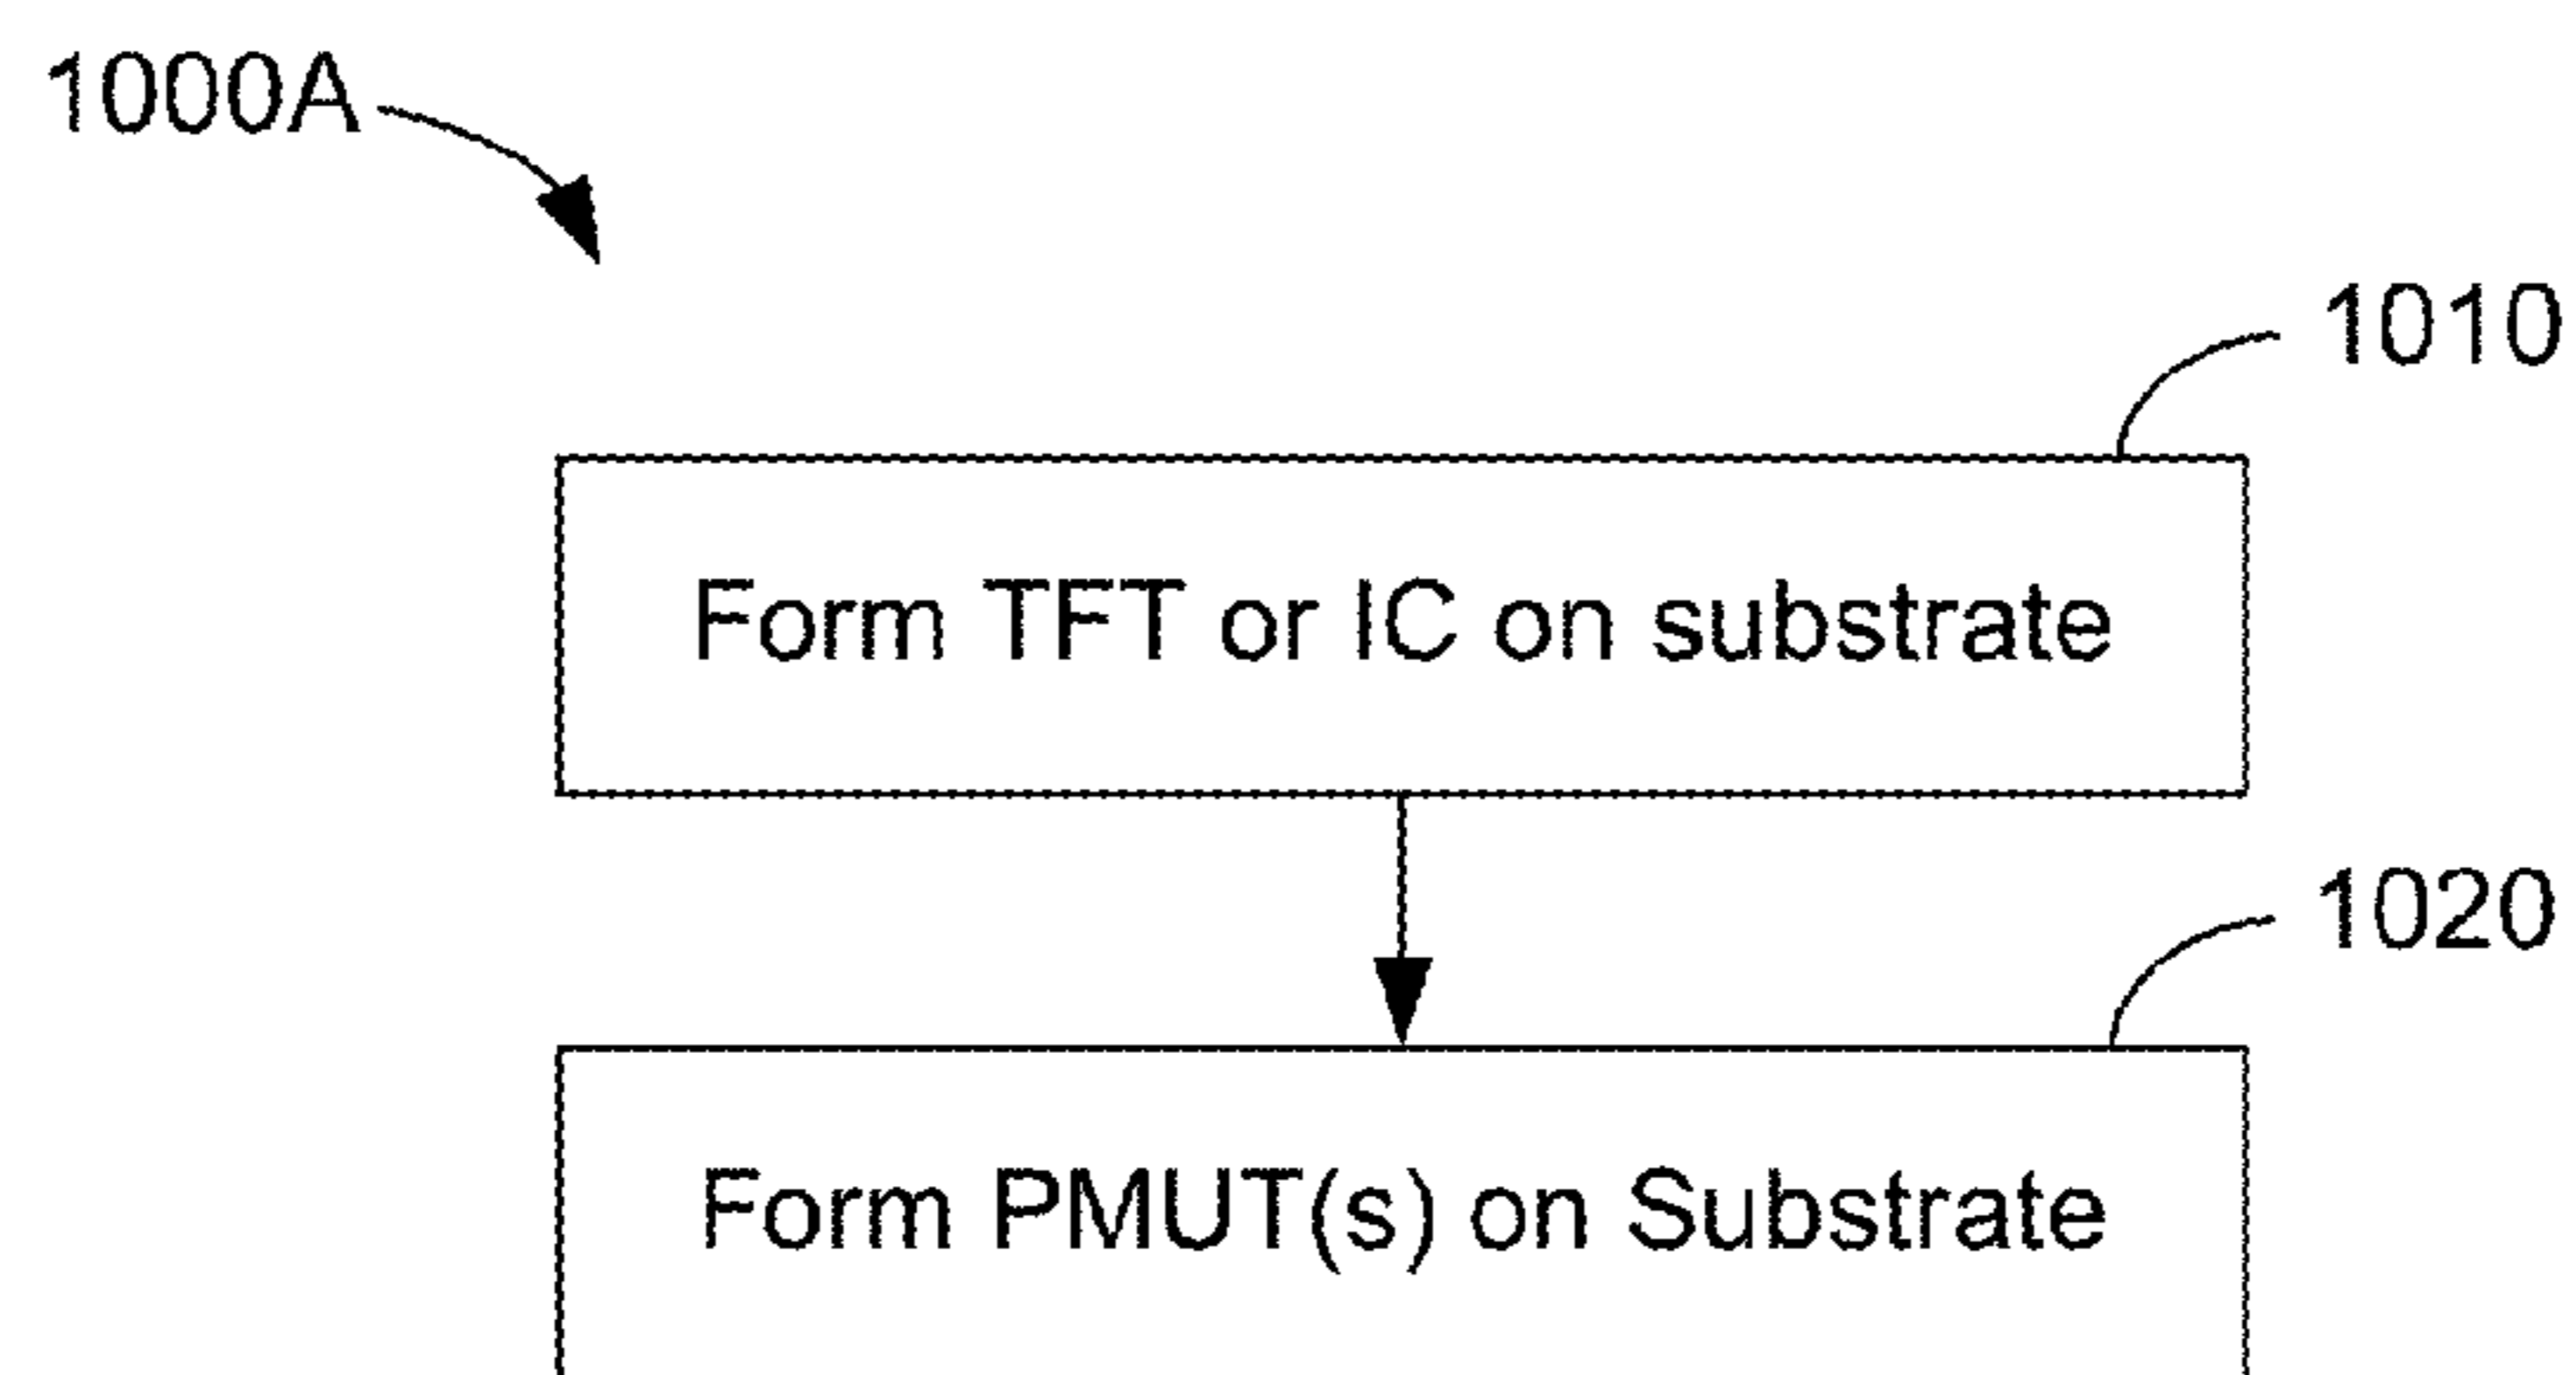 1000A
1010
Form TFT or IC on substrate
1020
Form PMUT(s) on Substrate